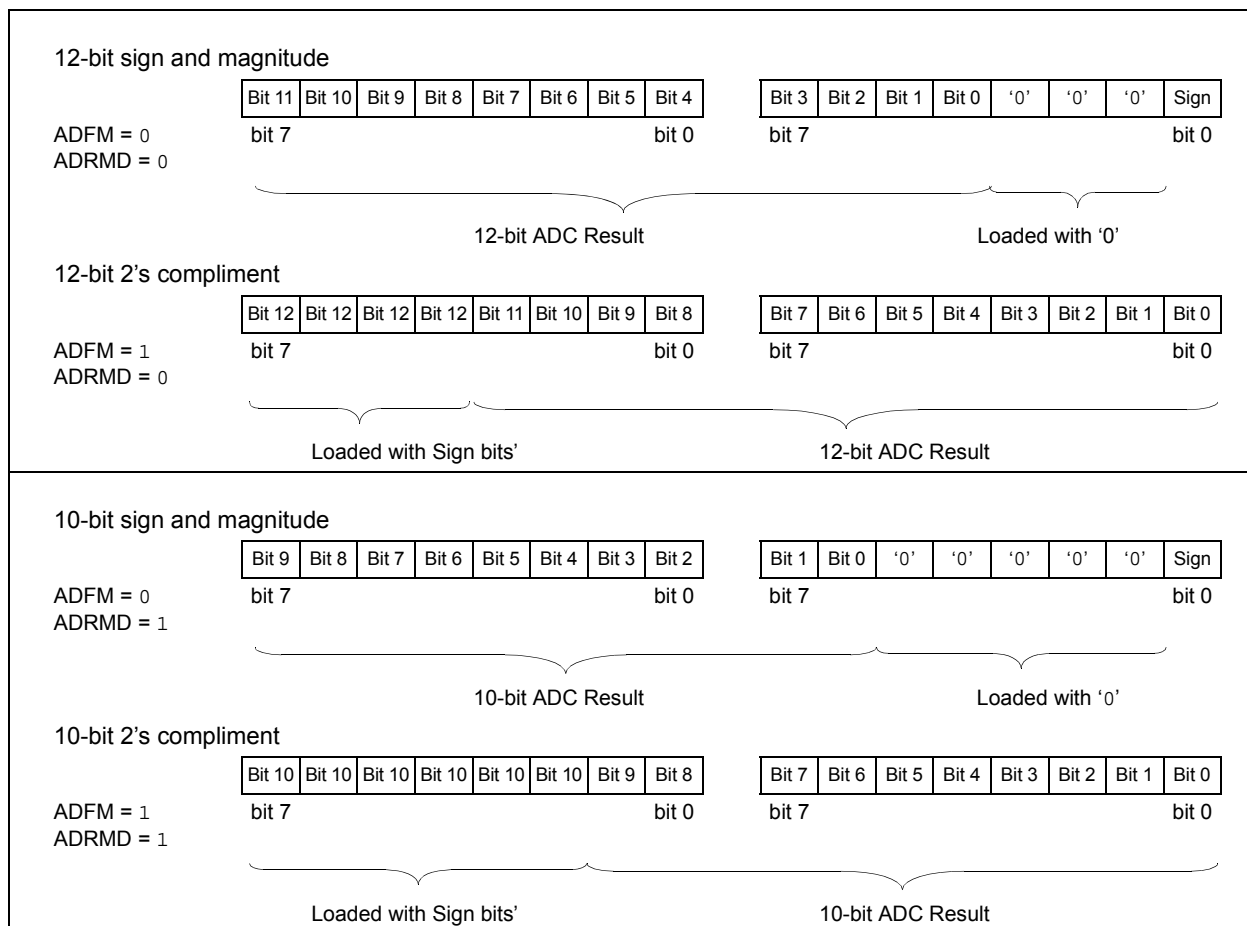 12-bit sign and magnitude
Bit 11 Bit 10 Bit 9 Bit 8 Bit 7 Bit 6 Bit 5 Bit 4 Bit 3 Bit 2 Bit 1 Bit 0 ‘0’ ‘0’ ‘0’ Sign
ADFM = 0 bit 7 bit 0 bit 7 bit 0
ADRMD = 0
12-bit ADC Result Loaded with ‘0’
12-bit 2’s compliment
Bit 12 Bit 12 Bit 12 Bit 12 Bit 11 Bit 10 Bit 9 Bit 8 Bit 7 Bit 6 Bit 5 Bit 4 Bit 3 Bit 2 Bit 1 Bit 0
ADFM = 1 bit 7 bit 0 bit 7 bit 0
ADRMD = 0
Loaded with Sign bits’ 12-bit ADC Result
10-bit sign and magnitude
Bit 9 Bit 8 Bit 7 Bit 6 Bit 5 Bit 4 Bit 3 Bit 2 Bit 1 Bit 0 ‘0’ ‘0’ ‘0’ ‘0’ ‘0’ Sign
ADFM = 0 bit 7 bit 0 bit 7 bit 0
ADRMD = 1
10-bit ADC Result Loaded with ‘0’
10-bit 2’s compliment
Bit 10 Bit 10 Bit 10 Bit 10 Bit 10 Bit 10 Bit 9 Bit 8 Bit 7 Bit 6 Bit 5 Bit 4 Bit 3 Bit 2 Bit 1 Bit 0
ADFM = 1 bit 7 bit 0 bit 7 bit 0
ADRMD = 1
Loaded with Sign bits’ 10-bit ADC Result